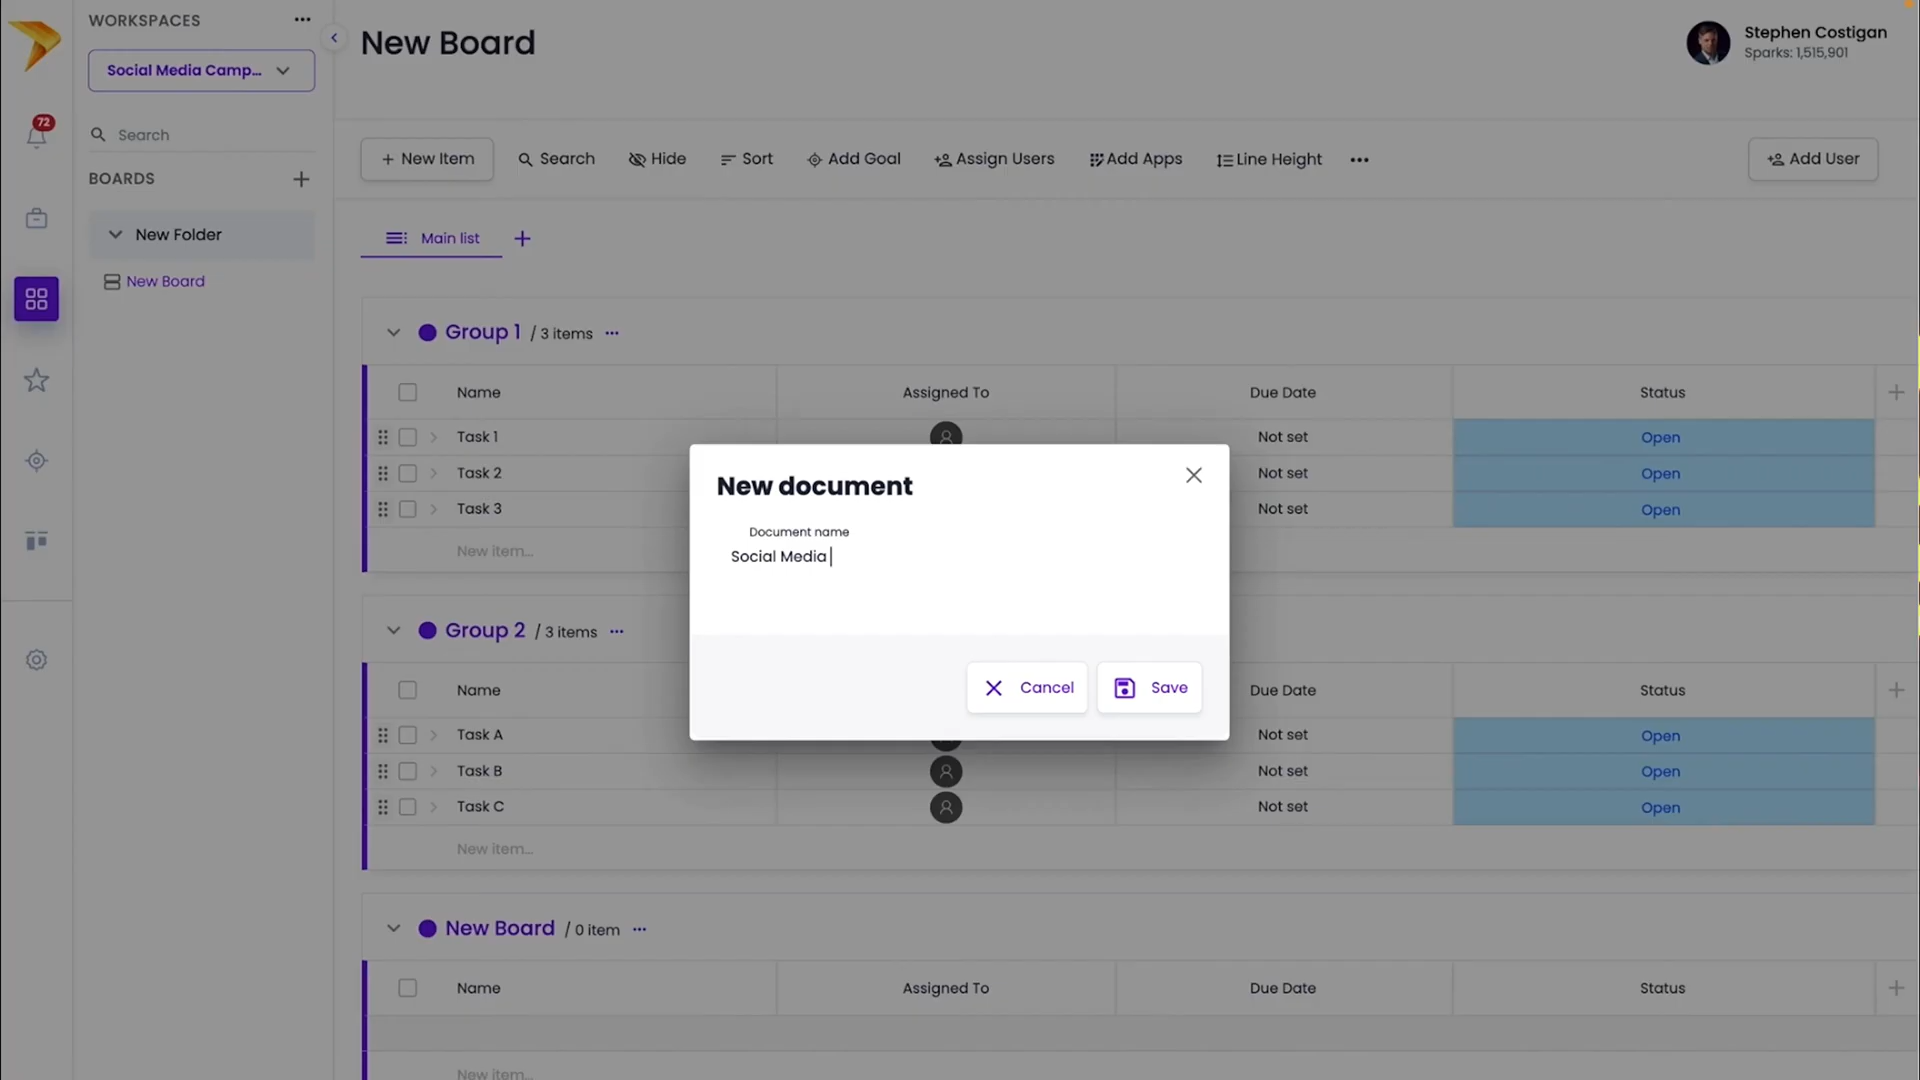 WORKSPACES
Social Media Camp...
72
Search
BOARDS
New Folder
New Board
New Board
Stephen Costigan
Sparks: 1,515,901
New Item
Search
Hide
Sort
Add Goal
Assign Users
Add Apps
Line Height
Add User
Main list
Group 1 / 3 items
Name Assigned To Due Date Status
Task 1 Not set Open
Task 2 Not set Open
Task 3 Not set Open
New item...
New document
Document name
Social Media
Cancel
Save
Group 2 / 3 items
Name Due Date Status
Task A Not set Open
Task B Not set Open
Task C Not set Open
New item...
New Board / 0 item
Name Assigned To Due Date Status
New item...